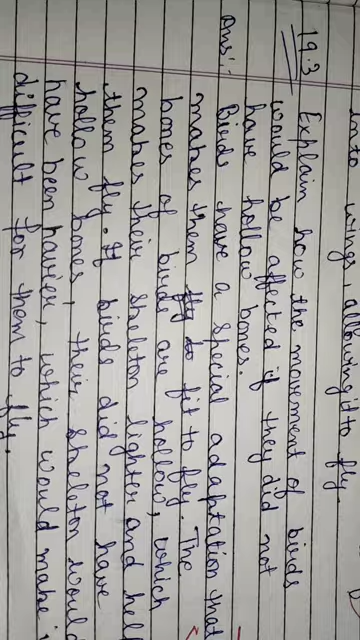 into wings, allowing it to fly.
19.3 Explain how the movement of birds
would be affected if they did not
have hollow bones.
Ans:- Birds have a special adaptation that
makes them fit to fly. The
bones of birds are hollow, which
makes their skeleton lighter and help
them fly. If birds did not have
hollow bones, their skeleton would
have been havier, which would make
difficult for them to fly.